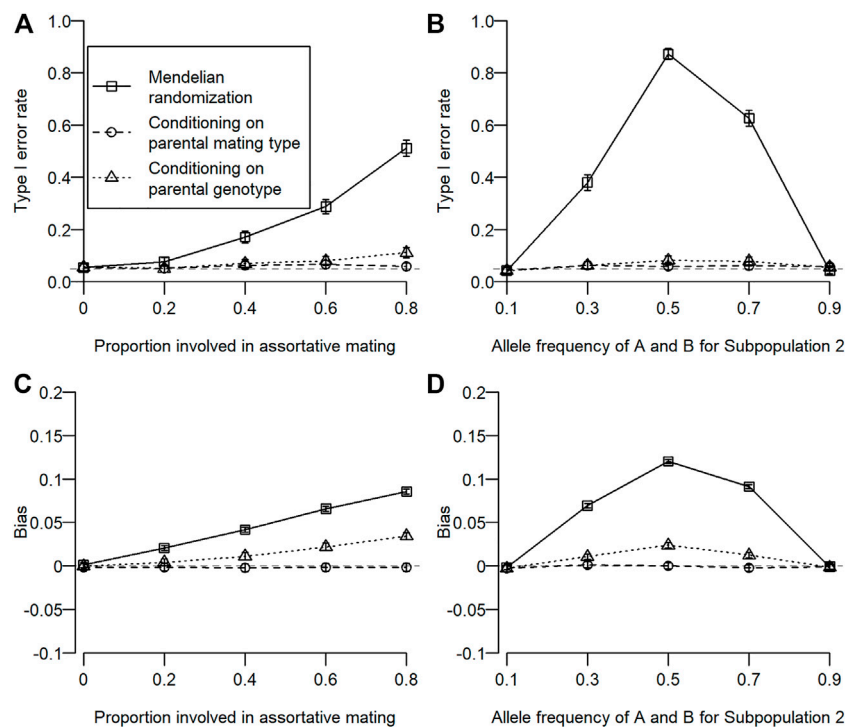 A
Type I error rate
1.0
0.8
0.6
0.4
0.2
0.0
Mendelian
randomization
Conditioning on
parental mating type
Conditioning on
parental genotype
0 0.2 0.4 0.6 0.8
Proportion involved in assortative mating
B
Type I error rate
1.0
0.8
0.6
0.4
0.2
0.0
0.1 0.3 0.5 0.7 0.9
Allele frequency of A and B for Subpopulation 2
C
Bias
0.2
0.15
0.1
0.05
0
-0.05
-0.1
0 0.2 0.4 0.6 0.8
Proportion involved in assortative mating
D
Bias
0.2
0.15
0.1
0.05
0
-0.05
-0.1
0.1 0.3 0.5 0.7 0.9
Allele frequency of A and B for Subpopulation 2